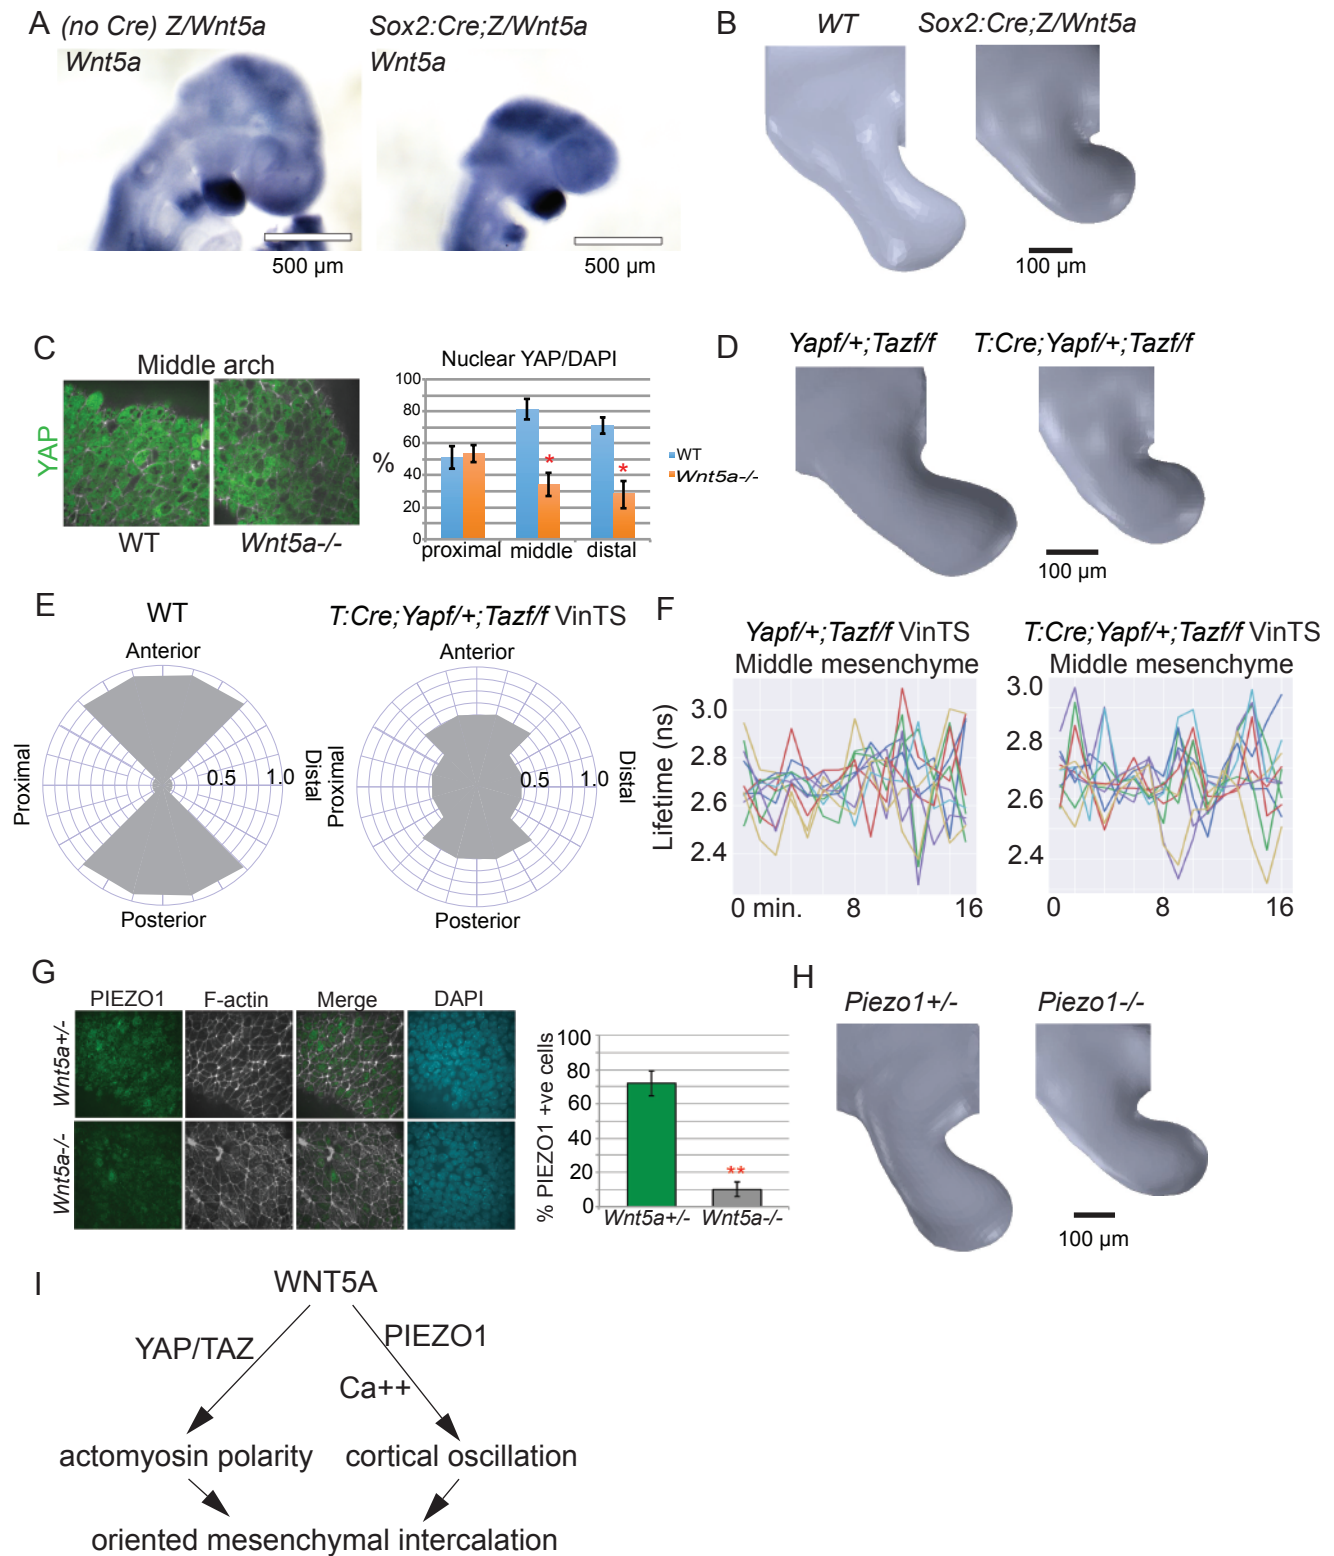 A
(no Cre) Z/Wnt5a
Wnt5a
Sox2:Cre;Z/Wnt5a
Wnt5a
500 µm
500 µm
B
WT
Sox2:Cre;Z/Wnt5a
100 µm
C
Middle arch
YAP
WT
Wnt5a-/-
Nuclear YAP/DAPI
%
100
80
60
40
20
0
*
*
proximal
middle
distal
WT
Wnt5a-/-
D
Yapf/+;Tazf/f
T:Cre;Yapf/+;Tazf/f
100 µm
E
WT
Anterior
Proximal
Distal
0.5
1.0
Posterior
T:Cre;Yapf/+;Tazf/f VinTS
Anterior
Proximal
Distal
0.5
1.0
Posterior
F
Yapf/+;Tazf/f VinTS
Middle mesenchyme
Lifetime (ns)
3.0
2.8
2.6
2.4
0 min.
8
16
T:Cre;Yapf/+;Tazf/f VinTS
Middle mesenchyme
3.0
2.8
2.6
2.4
0
8
16
G
PIEZO1
F-actin
Merge
DAPI
Wnt5a+/-
Wnt5a-/-
% PIEZO1 +ve cells
100
80
60
40
20
0
**
Wnt5a+/-
Wnt5a-/-
H
Piezo1+/-
Piezo1-/-
100 µm
I
WNT5A
YAP/TAZ
PIEZO1
Ca++
actomyosin polarity
cortical oscillation
oriented mesenchymal intercalation